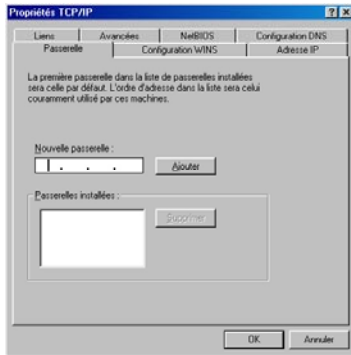 Propriétés TCP/IP
Liens Avancées NetBIOS Configuration DNS
Passerelle Configuration WINS Adresse IP
La première passerelle dans la liste de passerelles installées
sera celle par défaut. L'ordre d'adresse dans la liste sera celui
couramment utilisé par ces machines.
Nouvelle passerelle :
. . .
Ajouter
Passerelles installées :
Supprimer
OK Annuler